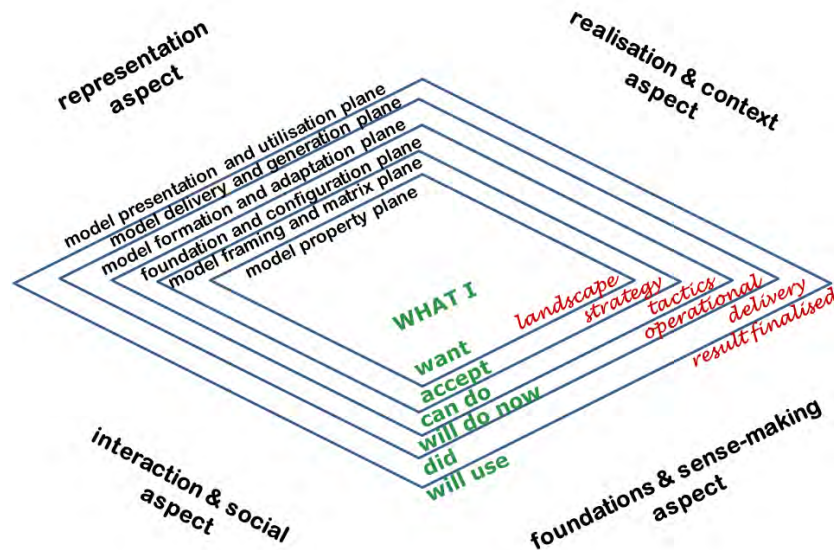 representation
aspect
realisation & context
aspect
model presentation and utilisation plane
model delivery and generation plane
model formation and adaptation plane
foundation and configuration plane
model framing and matrix plane
model property plane
WHAT I
want
accept
can do
will do now
did
will use
landscape
strategy
tactics
operational
delivery
result finalised
interaction & social
aspect
foundations & sense-making
aspect